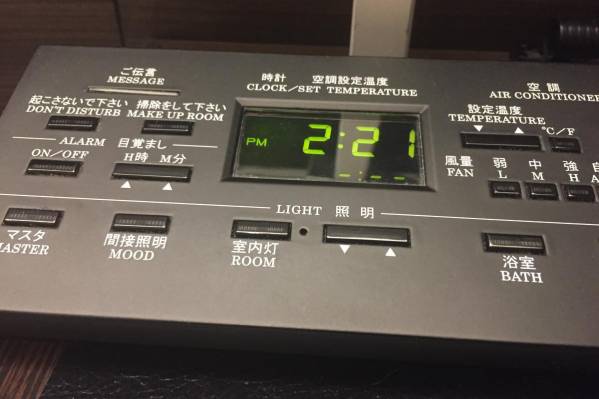 ご伝言
MESSAGE
時計 空調設定温度
CLOCK/SET TEMPERATURE
空調
AIR CONDITIONER
起こさないで下さい 掃除をして下さい
DON'T DISTURB MAKE UP ROOM
設定温度
TEMPERATURE
°C/F
ALARM 目覚まし
ON/OFF H時 M分
PM 2:21
-:--
風量 弱 中 強
FAN L M H
LIGHT 照明
マスタ
間接照明
MOOD
室内灯
ROOM
浴室
BATH